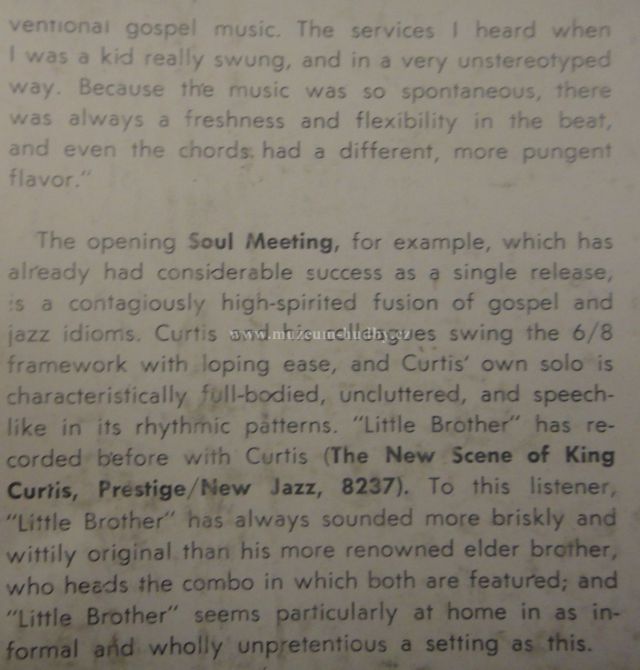 ventional gospel music. The services I heard when
I was a kid really swung, and in a very unstereotyped
way. Because the music was so spontaneous, there
was always a freshness and flexibility in the beat,
and even the chords had a different, more pungent
flavor."
The opening Soul Meeting, for example, which has
already had considerable success as a single release,
is a contagiously high-spirited fusion of gospel and
jazz idioms. Curtis and his colleagues swing the 6/8
www.muzeumhudby.cz
framework with loping ease, and Curtis' own solo is
characteristically full-bodied, uncluttered, and speech-
like in its rhythmic patterns. "Little Brother" has re-
corded before with Curtis (The New Scene of King
Curtis, Prestige/New Jazz, 8237). To this listener,
"Little Brother" has always sounded more briskly and
wittily original than his more renowned elder brother,
who heads the combo in which both are featured; and
"Little Brother" seems particularly at home in as in-
formal and wholly unpretentious a setting as this.